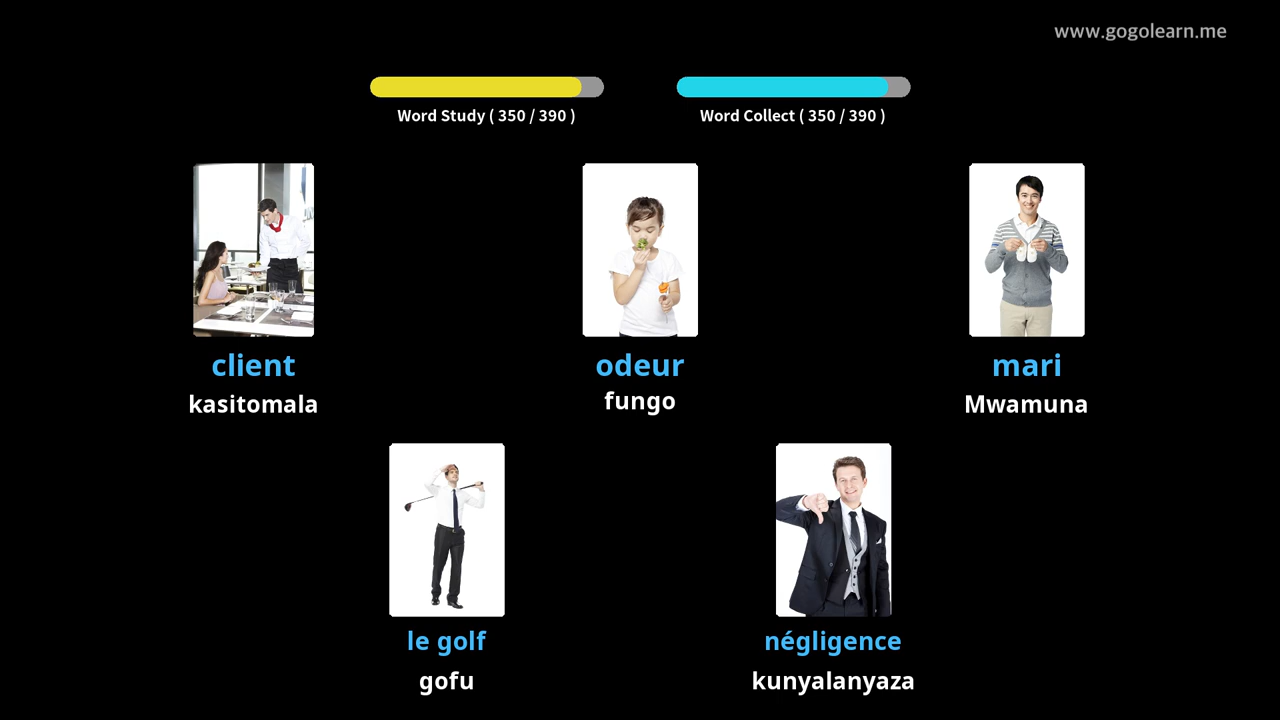 www.gogolearn.me
Word Study ( 350 / 390 )
Word Collect ( 350 / 390 )
client
odeur
mari
kasitomala
fungo
Mwamuna
le golf
négligence
gofu
kunyalanyaza